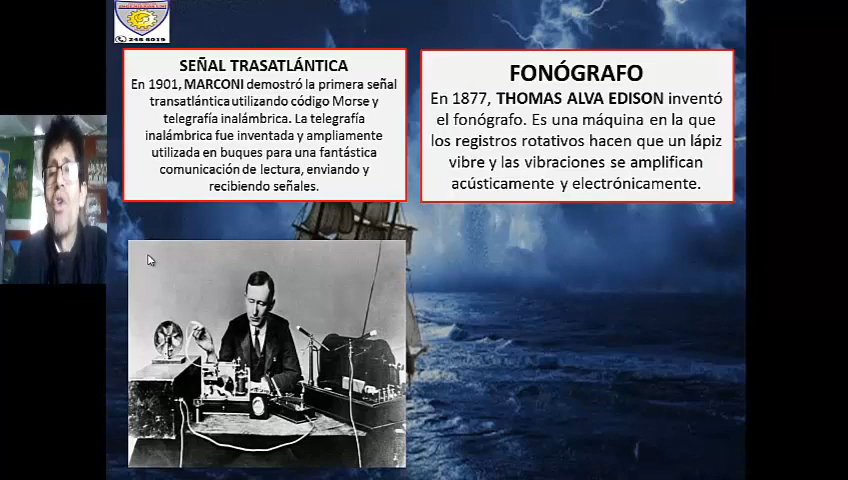 248 6019
SEÑAL TRASATLÁNTICA
En 1901, MARCONI demostró la primera señal
transatlántica utilizando código Morse y
telegrafía inalámbrica. La telegrafía
inalámbrica fue inventada y ampliamente
utilizada en buques para una fantástica
comunicación de lectura, enviando y
recibiendo señales.
FONÓGRAFO
En 1877, THOMAS ALVA EDISON inventó
el fonógrafo. Es una máquina en la que
los registros rotativos hacen que un lápiz
vibre y las vibraciones se amplifican
acústicamente y electrónicamente.